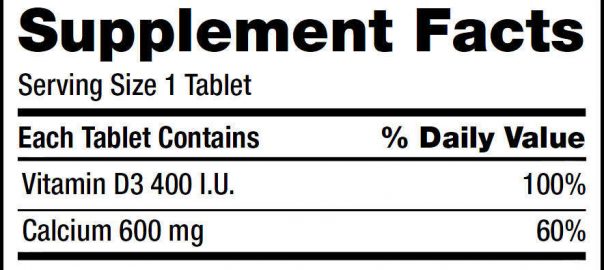 Supplement Facts
Serving Size 1 Tablet
Each Tablet Contains % Daily Value
Vitamin D3 400 I.U. 100%
Calcium 600 mg 60%